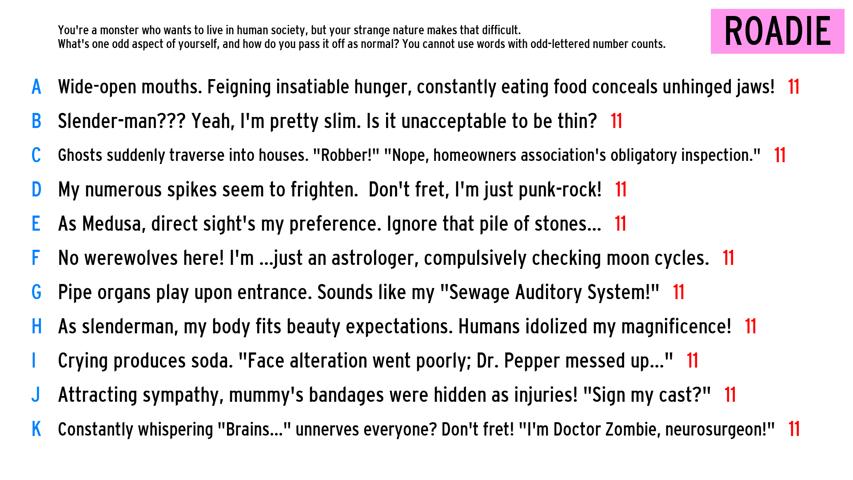 You're a monster who wants to live in human society, but your strange nature makes that difficult.
What's one odd aspect of yourself, and how do you pass it off as normal? You cannot use words with odd-lettered number counts.
ROADIE
A Wide-open mouths. Feigning insatiable hunger, constantly eating food conceals unhinged jaws! 11
B Slender-man??? Yeah, I'm pretty slim. Is it unacceptable to be thin? 11
C Ghosts suddenly traverse into houses. "Robber!" "Nope, homeowners association's obligatory inspection." 11
D My numerous spikes seem to frighten.  Don't fret, I'm just punk-rock! 11
E As Medusa, direct sight's my preference. Ignore that pile of stones... 11
F No werewolves here! I'm ...just an astrologer, compulsively checking moon cycles. 11
G Pipe organs play upon entrance. Sounds like my "Sewage Auditory System!" 11
H As slenderman, my body fits beauty expectations. Humans idolized my magnificence! 11
I Crying produces soda. "Face alteration went poorly; Dr. Pepper messed up..." 11
J Attracting sympathy, mummy's bandages were hidden as injuries! "Sign my cast?" 11
K Constantly whispering "Brains..." unnerves everyone? Don't fret! "I'm Doctor Zombie, neurosurgeon!" 11